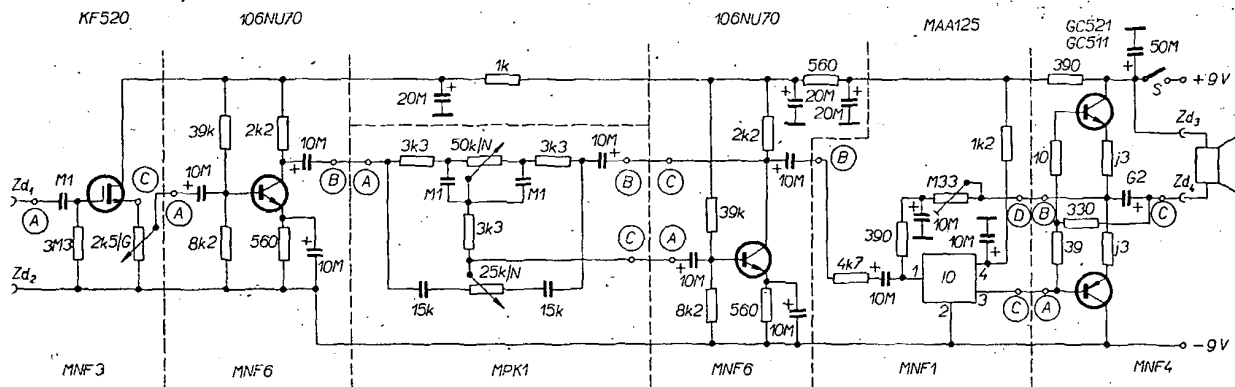 KF520 106NU70 106NU70 MAA125 GC521
GC511
50M
+
1k 560 390 +9V
S
20M + + 20M + 20M
39k 2k2 2k2 1k2 Zd3
10M 3k3 50k/N 3k3 10M 10M 10 j3
+ + +
B A B C B
M1 M1 M33 G2 Zd4
Zd1 M1 C 10M 39k 10M D B + C
A A + 3k3 390 + 10M 330
C A + 39 j3
3M3 2k5/G 8k2 560 + 10M 25k/N 10M 4k7 + 1 IO 4
Zd2 10M 3
15k 15k 8k2 560 + 10M 2 C A
-9V
MNF3 MNF6 MPK1 MNF6 MNF1 MNF4